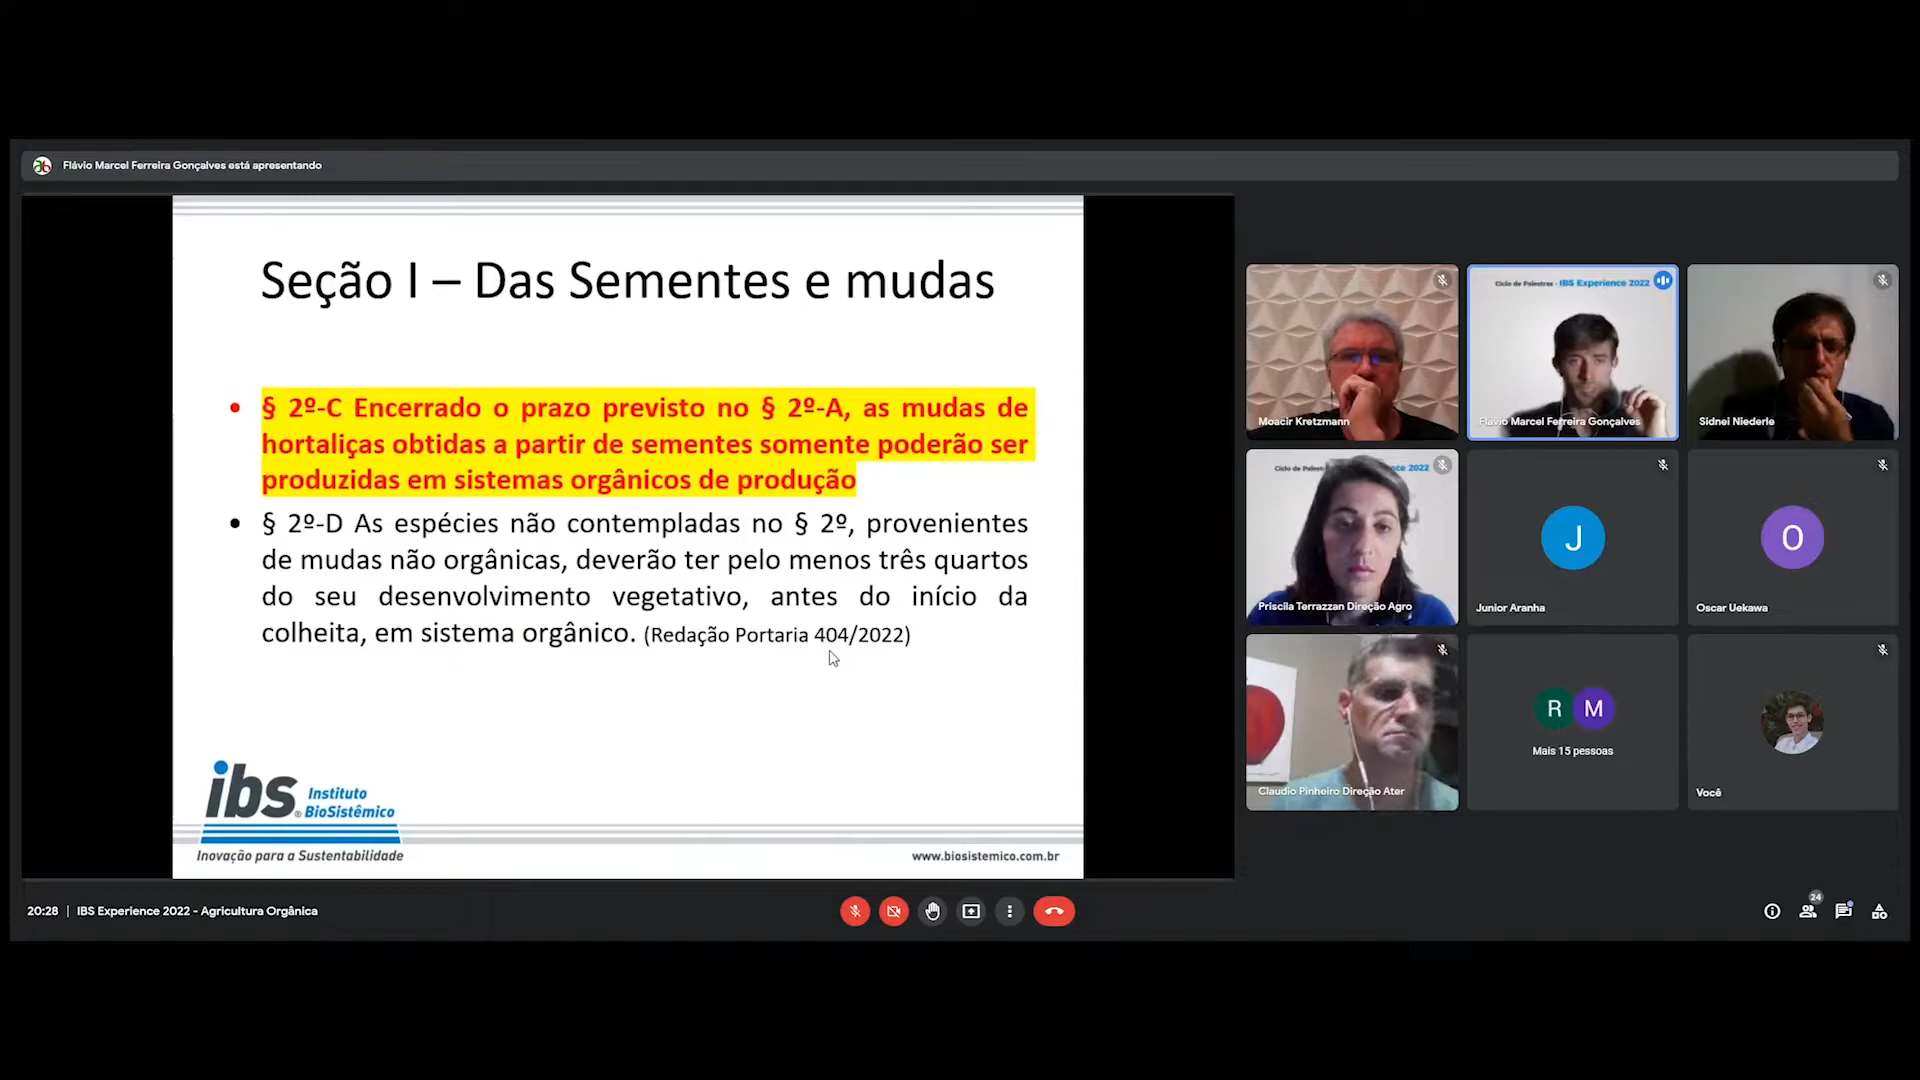 Flávio Marcel Ferreira Gonçalves está apresentando
Seção I – Das Sementes e mudas
• § 2º-C Encerrado o prazo previsto no § 2º-A, as mudas de
hortaliças obtidas a partir de sementes somente poderão ser
produzidas em sistemas orgânicos de produção
• § 2º-D As espécies não contempladas no § 2º, provenientes
de mudas não orgânicas, deverão ter pelo menos três quartos
do seu desenvolvimento vegetativo, antes do início da
colheita, em sistema orgânico. (Redação Portaria 404/2022)
ibs® Instituto
BioSistêmico
Inovação para a Sustentabilidade
www.biosistemico.com.br
Moacir Kretzmann
Ciclo de Palestras - IBS Experience 2022
Flávio Marcel Ferreira Gonçalves
Sidnei Niederle
Ciclo de Palest
ce 2022
Priscila Terrazzan Direção Agro
J
Junior Aranha
O
Oscar Uekawa
Claudio Pinheiro Direção Ater
R M
Mais 15 pessoas
Você
20:28 | IBS Experience 2022 - Agricultura Orgânica
24